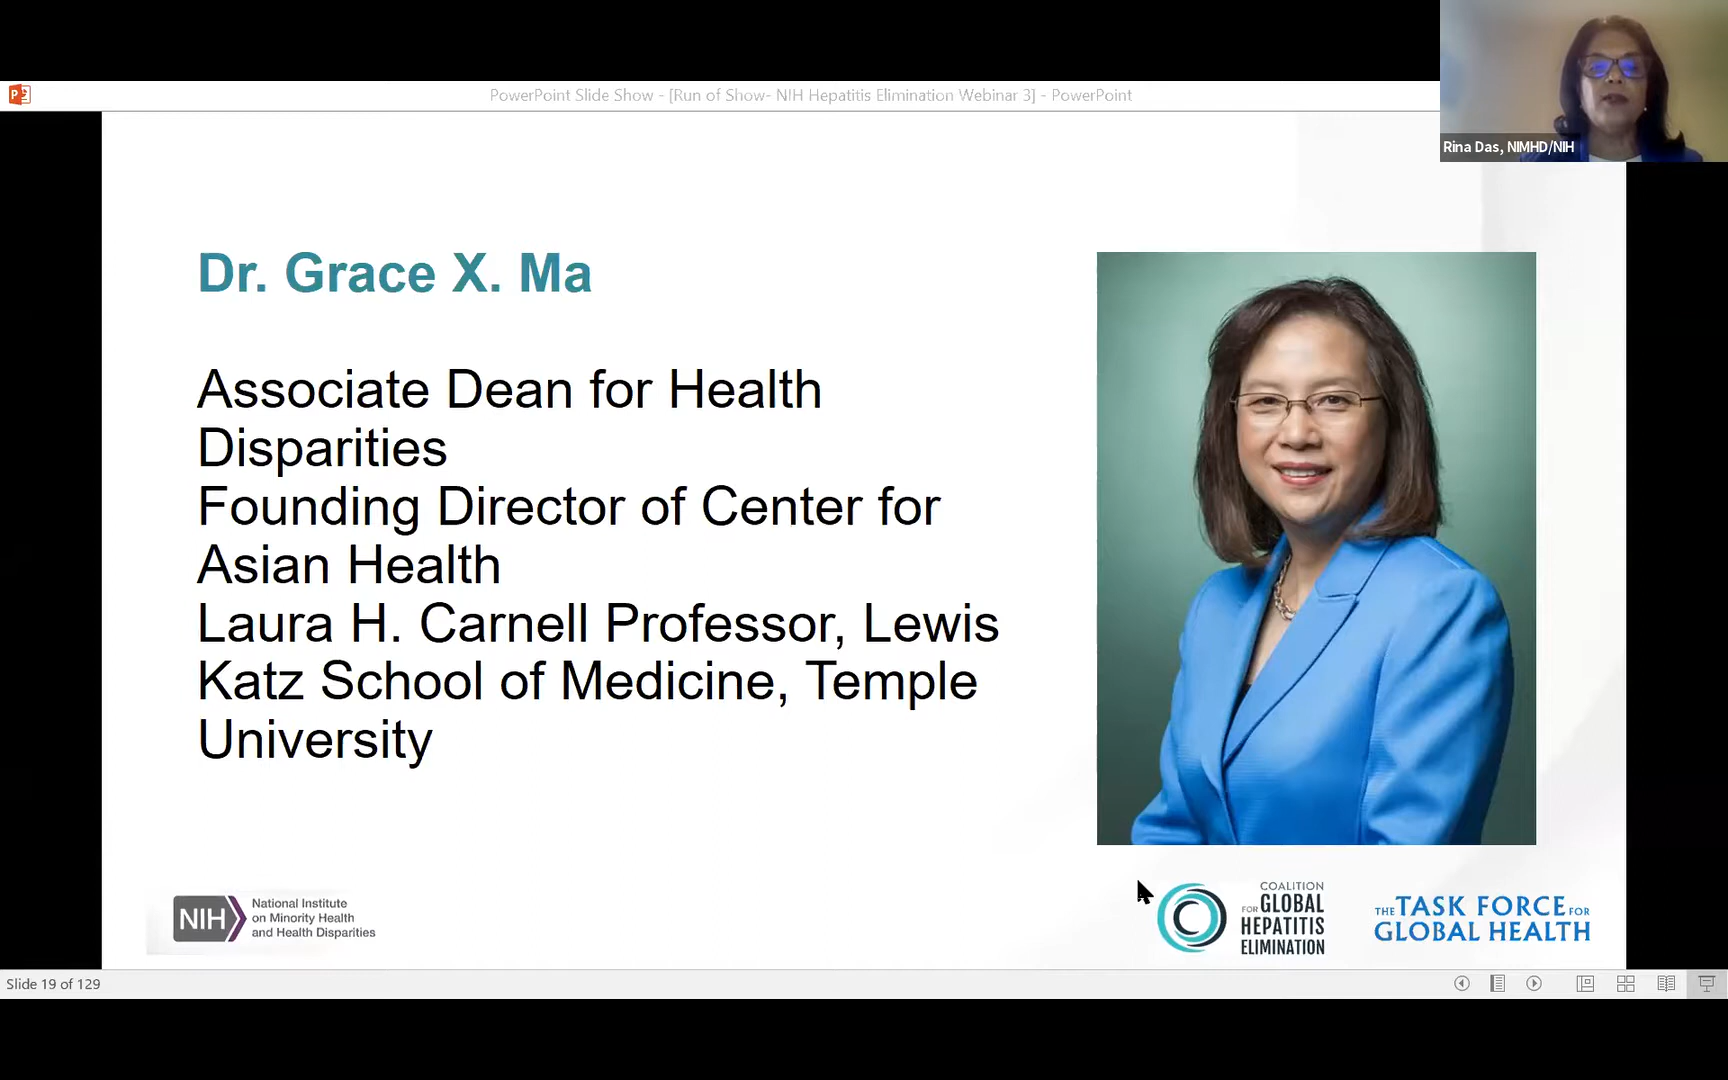 PowerPoint Slide Show - [Run of Show- NIH Hepatitis Elimination Webinar 3] - PowerPoint
Rina Das, NIMHD/NIH
Dr. Grace X. Ma
Associate Dean for Health
Disparities
Founding Director of Center for
Asian Health
Laura H. Carnell Professor, Lewis
Katz School of Medicine, Temple
University
NIH
National Institute
on Minority Health
and Health Disparities
COALITION
FOR GLOBAL
HEPATITIS
ELIMINATION
THE TASK FORCE FOR
GLOBAL HEALTH
Slide 19 of 129